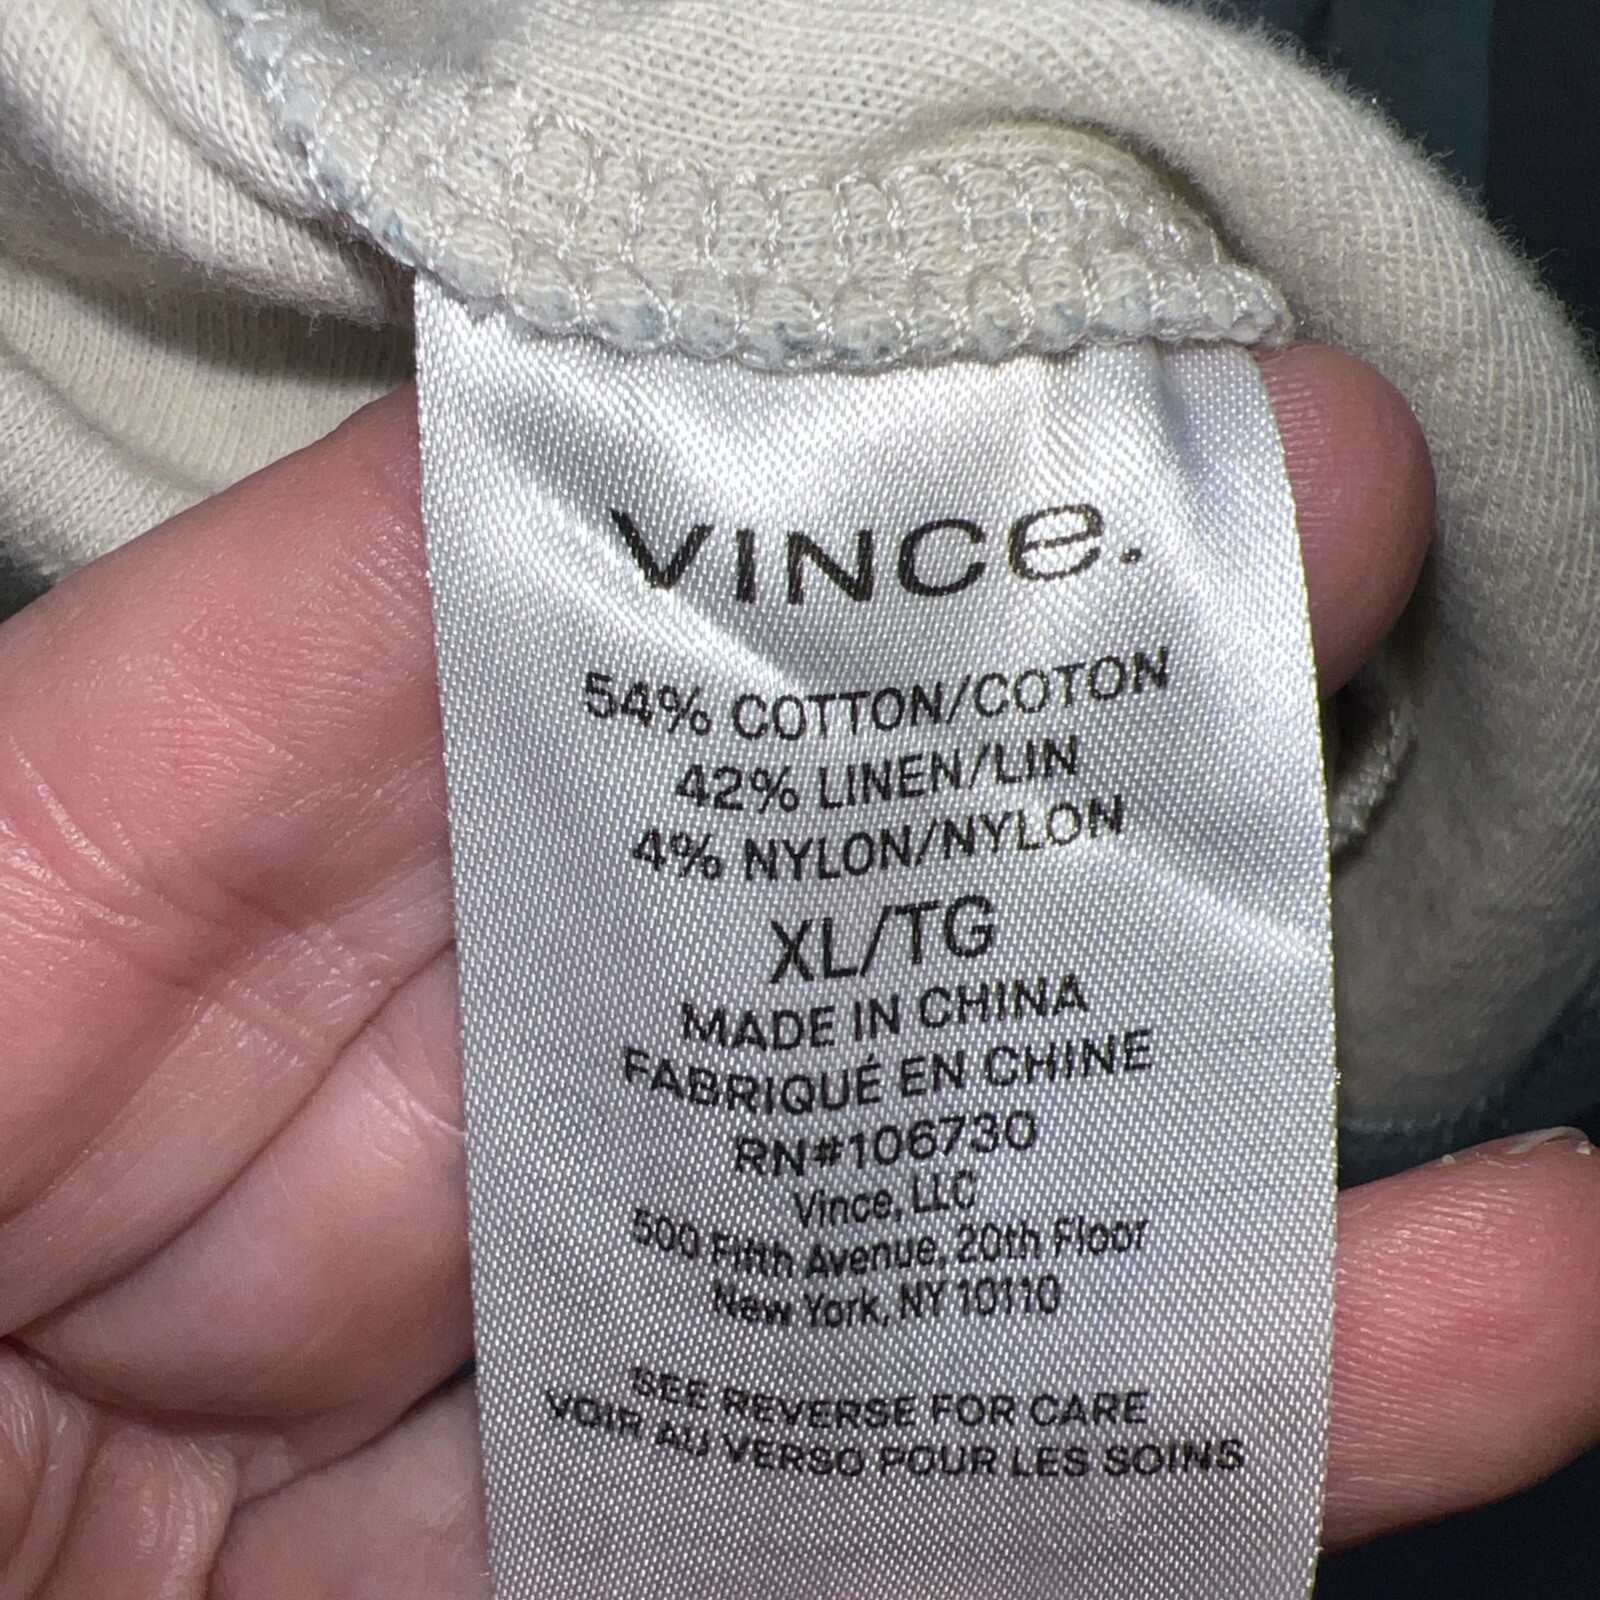 VINCe.
54% COTTON/COTON
42% LINEN/LIN
4% NYLON/NYLON
XL/TG
MADE IN CHINA
FABRIQUÉ EN CHINE
RN#106730
Vince, LLC
500 Fifth Avenue, 20th Floor
New York, NY 10110
SEE REVERSE FOR CARE
VOIR AU VERSO POUR LES SOINS